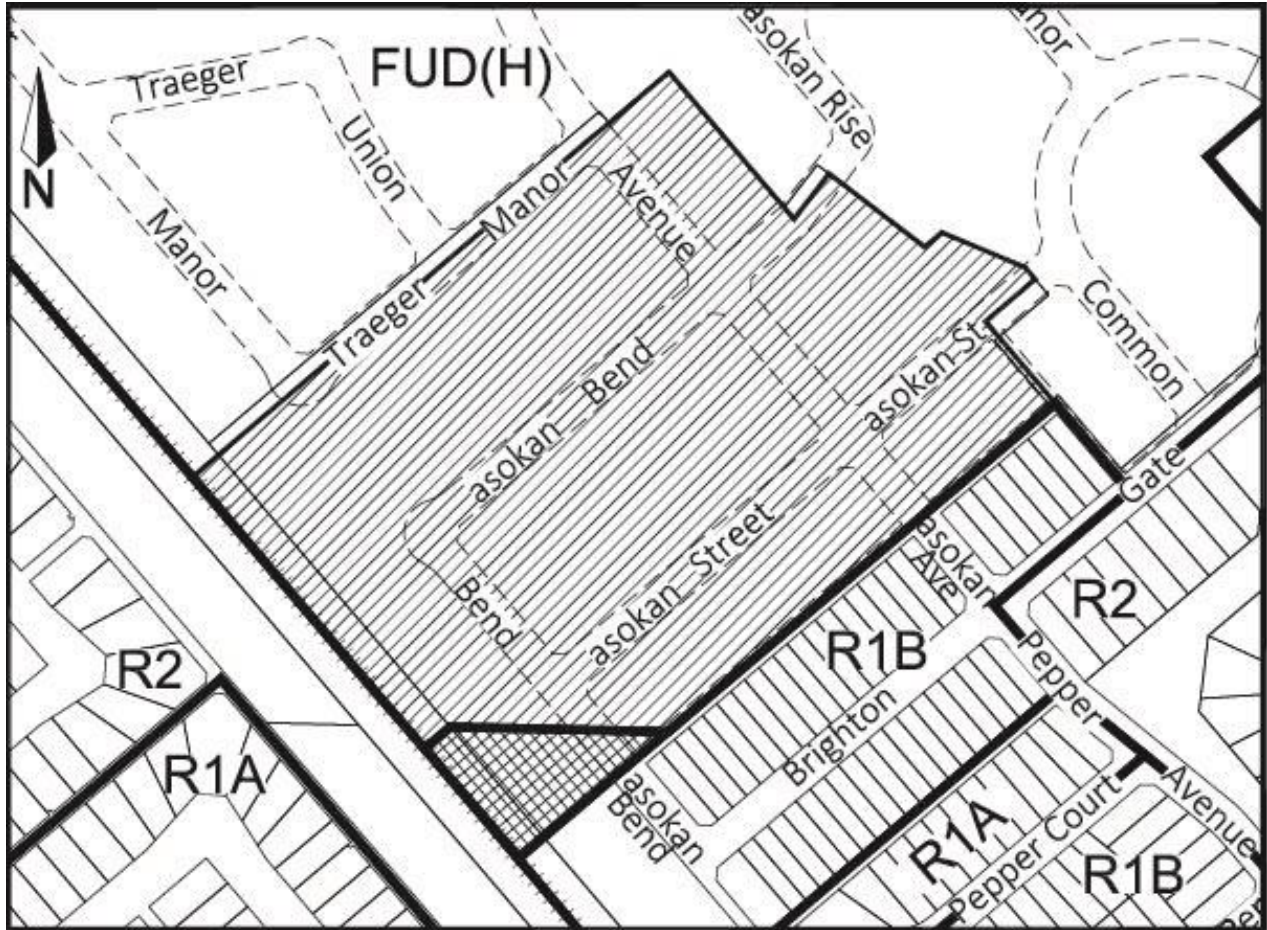 FUD(H)
Traeger
Union
Manor
N
Traeger Manor
Avenue
asokan Rise
anor
Common
asokan Bend
Bend
asokan Street
asokan St
Gate
asokan
Ave
R2
R1B
Brighton
Pepper
Avenue
asokan
Bend
R2
R1A
R1A
Pepper Court
R1B